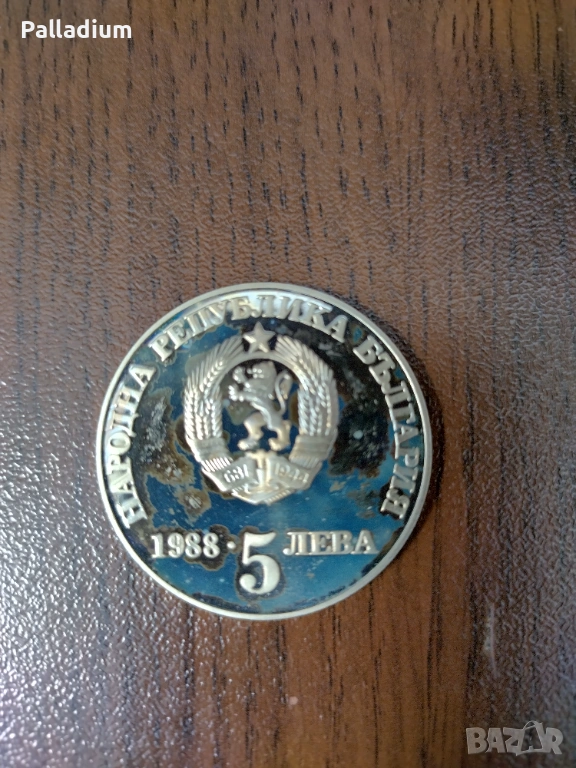 Palladium
НАРОДНА РЕПУБЛИКА БЪЛГАРИЯ
681 1944
1988 · 5 ЛЕВА
BAZAR